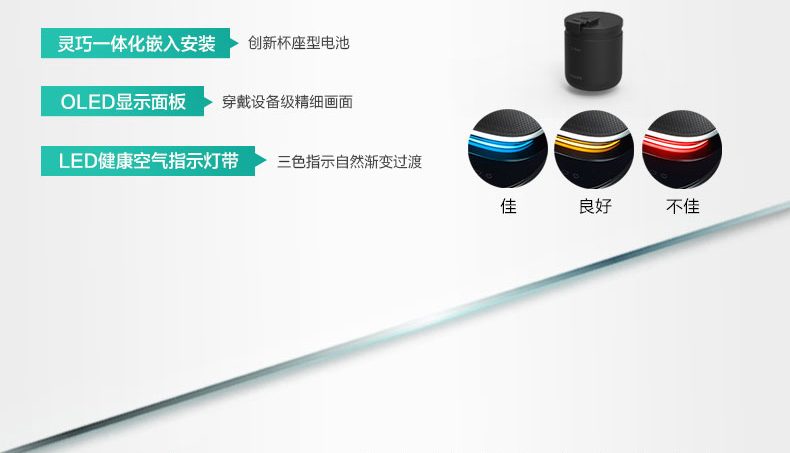 灵巧一体化嵌入安装 创新杯座型电池
OLED显示面板 穿戴设备级精细画面
LED健康空气指示灯带 三色指示自然渐变过渡
佳 良好 不佳